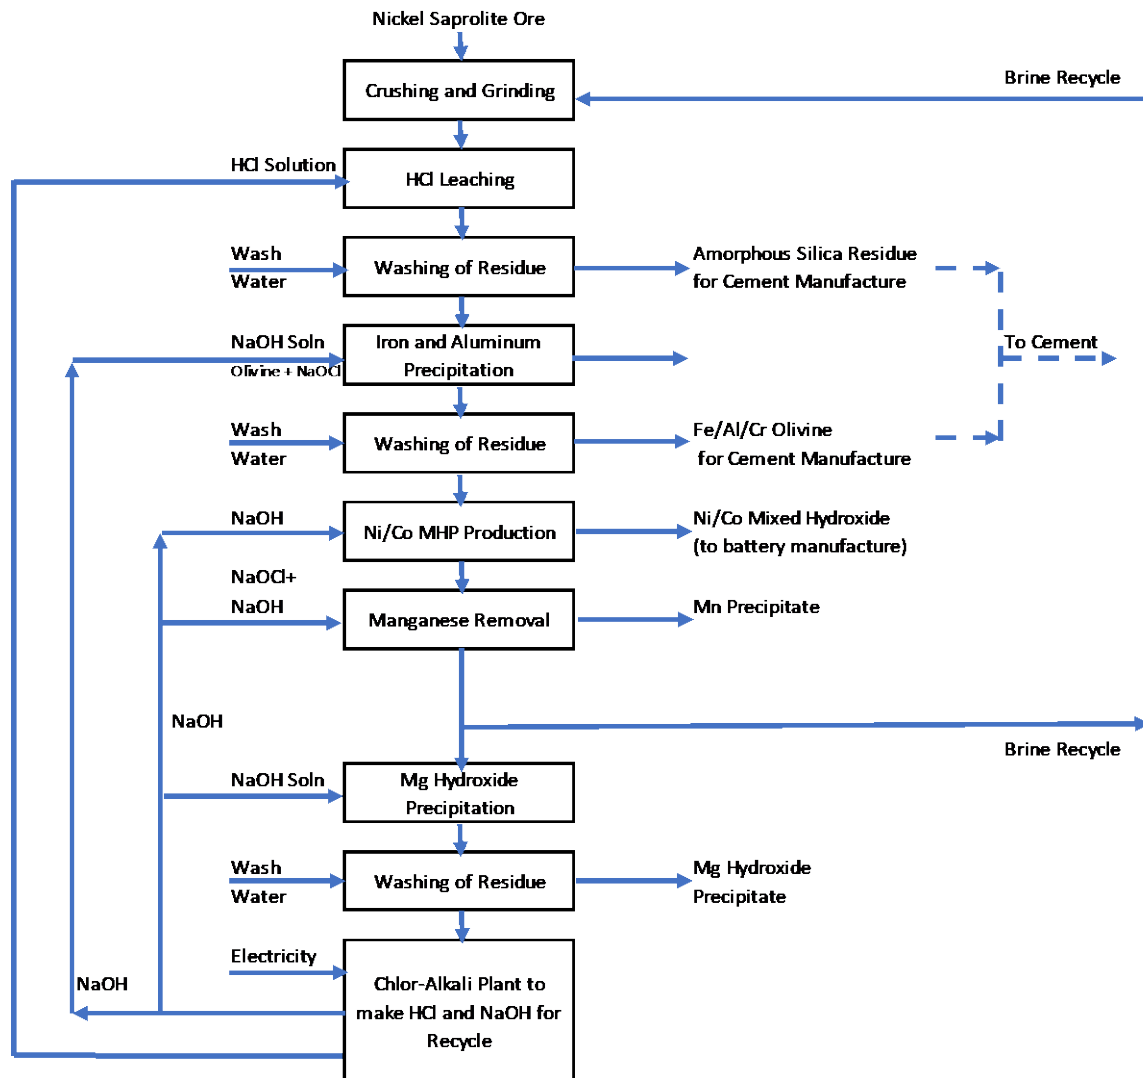 Nickel Saprolite Ore
Crushing and Grinding
Brine Recycle
HCl Solution
HCl Leaching
Wash
Water
Washing of Residue
Amorphous Silica Residue
for Cement Manufacture
NaOH Soln
Olivine + NaOCl
Iron and Aluminum
Precipitation
To Cement
Wash
Water
Washing of Residue
Fe/Al/Cr Olivine
for Cement Manufacture
NaOH
Ni/Co MHP Production
Ni/Co Mixed Hydroxide
(to battery manufacture)
NaOCl+
NaOH
Manganese Removal
Mn Precipitate
NaOH
Brine Recycle
NaOH Soln
Mg Hydroxide
Precipitation
Wash
Water
Washing of Residue
Mg Hydroxide
Precipitate
Electricity
NaOH
Chlor-Alkali Plant to
make HCl and NaOH for
Recycle